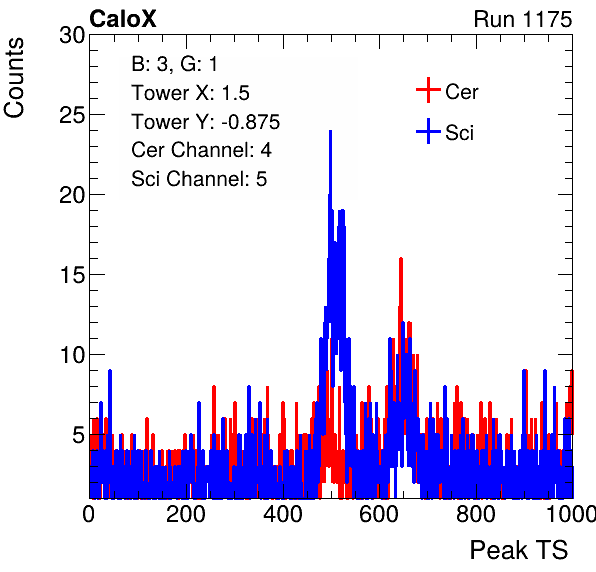 CaloX Run 1175
Counts
30
25
20
15
10
5
B: 3, G: 1
Tower X: 1.5
Tower Y: -0.875
Cer Channel: 4
Sci Channel: 5
Cer
Sci
0 200 400 600 800 1000
Peak TS